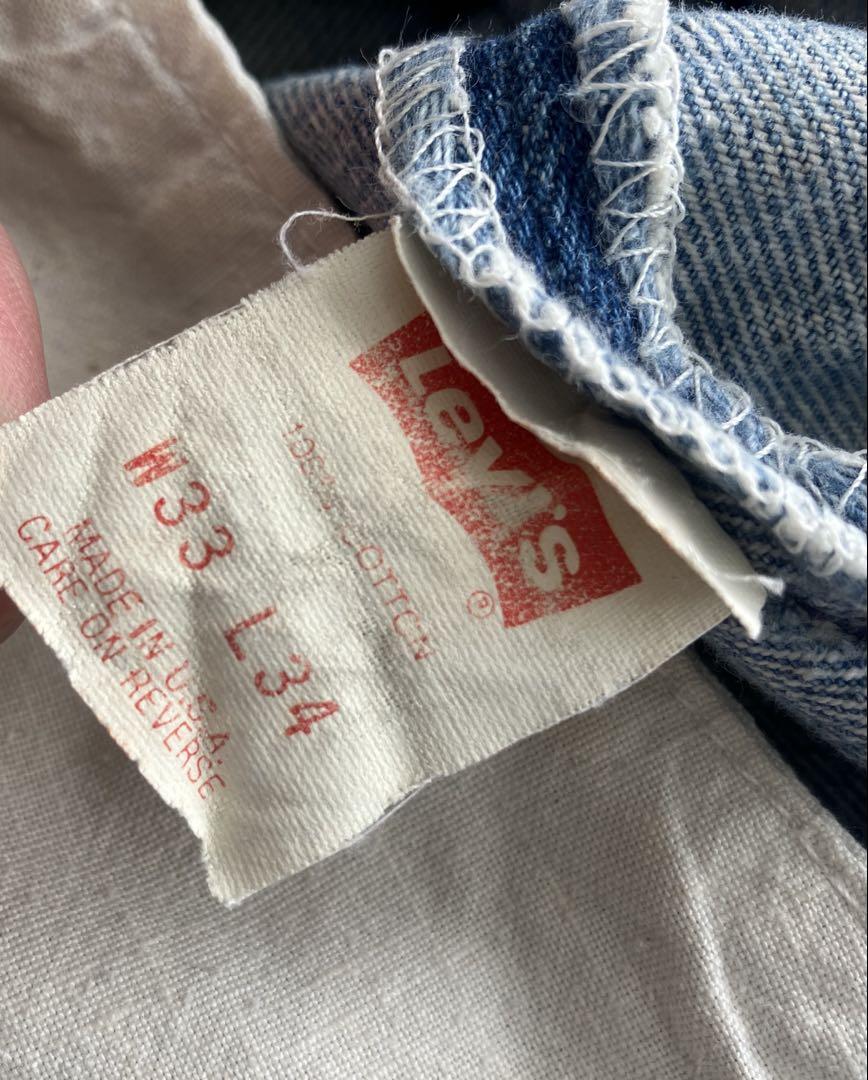 Levi's
©
100% COTTON
W33 L34
MADE IN U.S.A.
CARE ON REVERSE